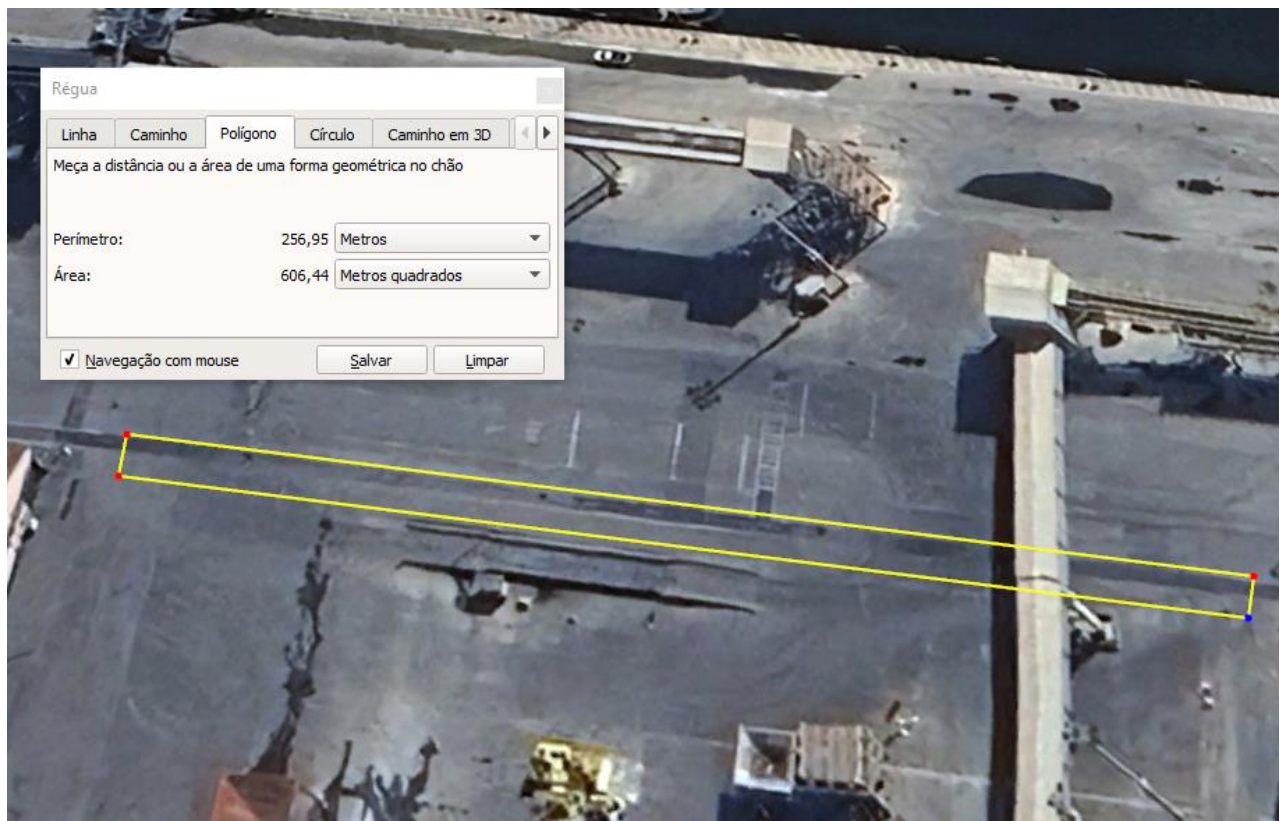 Régua
Linha Caminho Polígono Círculo Caminho em 3D
Meça a distância ou a área de uma forma geométrica no chão
Perímetro: 256,95 Metros
Área: 606,44 Metros quadrados
Navegação com mouse Salvar Limpar